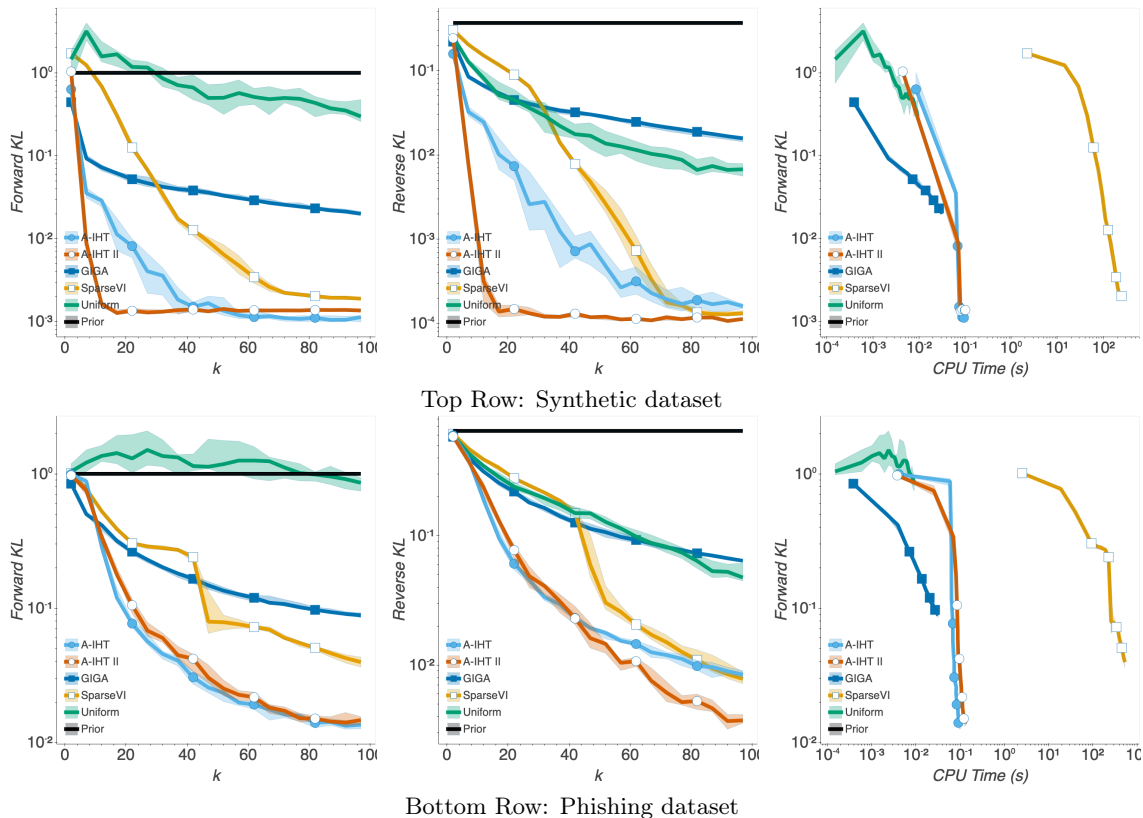 Forward KL
10⁰
10⁻¹
10⁻²
10⁻³
A-IHT
A-IHT II
GIGA
SparseVI
Uniform
Prior
0 20 40 60 80 100
k
Reverse KL
10⁻¹
10⁻²
10⁻³
10⁻⁴
A-IHT
A-IHT II
GIGA
SparseVI
Uniform
Prior
0 20 40 60 80 100
k
Forward KL
10⁰
10⁻¹
10⁻²
10⁻³
A-IHT
A-IHT II
GIGA
SparseVI
Uniform
Prior
10⁻⁴ 10⁻³ 10⁻² 10⁻¹ 10⁰ 10¹ 10²
CPU Time (s)
Top Row: Synthetic dataset
Forward KL
10⁰
10⁻¹
10⁻²
A-IHT
A-IHT II
GIGA
SparseVI
Uniform
Prior
0 20 40 60 80 100
k
Reverse KL
10⁻¹
10⁻²
A-IHT
A-IHT II
GIGA
SparseVI
Uniform
Prior
0 20 40 60 80 100
k
Forward KL
10⁰
10⁻¹
10⁻²
A-IHT
A-IHT II
GIGA
SparseVI
Uniform
Prior
10⁻⁴ 10⁻³ 10⁻² 10⁻¹ 10⁰ 10¹ 10²
CPU Time (s)
Bottom Row: Phishing dataset